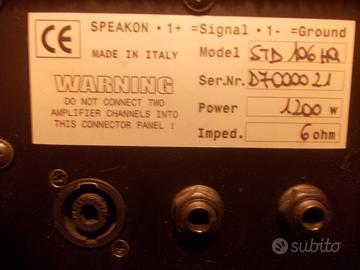 SPEAKON • 1+ =Signal • 1- =Ground
CE
MADE IN ITALY
Model STD 106 HR
Ser.Nr. D7000021
WARNING
DO NOT CONNECT TWO
AMPLIFIER CHANNELS INTO
THIS CONNECTOR PANEL !
Power 1200 w
Imped. 6 ohm
subito